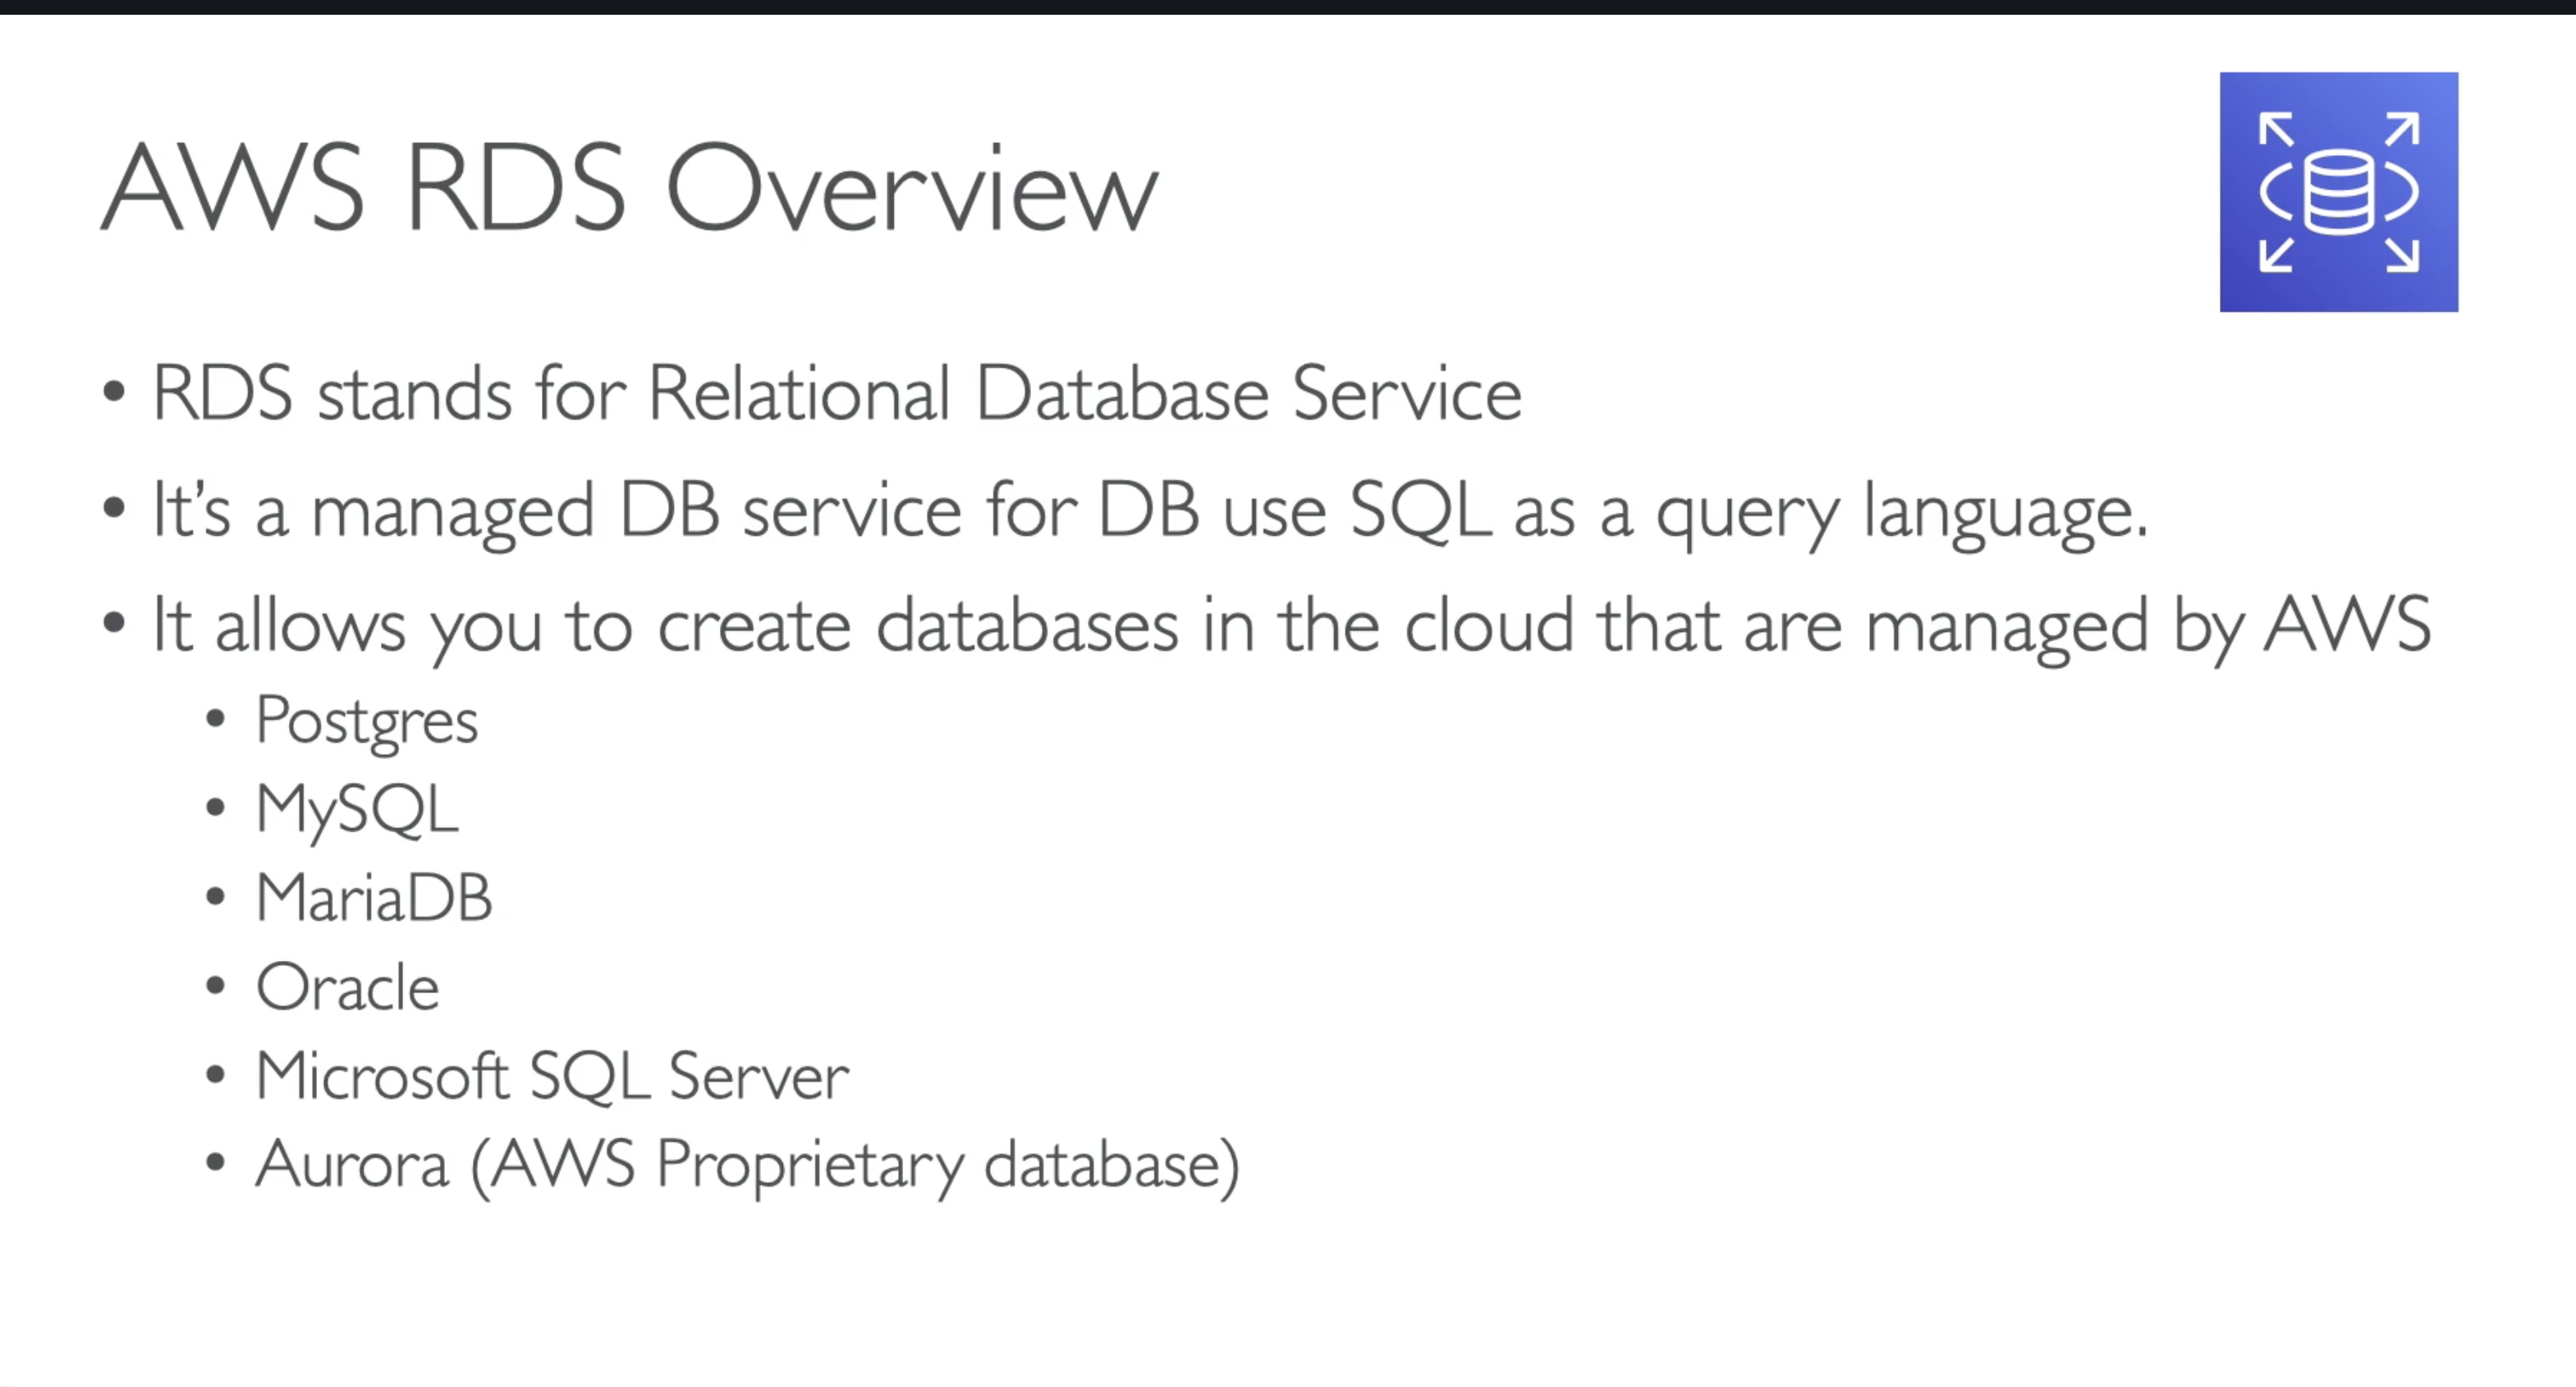 AWS RDS Overview
• RDS stands for Relational Database Service
• It’s a managed DB service for DB use SQL as a query language.
• It allows you to create databases in the cloud that are managed by AWS
• Postgres
• MySQL
• MariaDB
• Oracle
• Microsoft SQL Server
• Aurora (AWS Proprietary database)